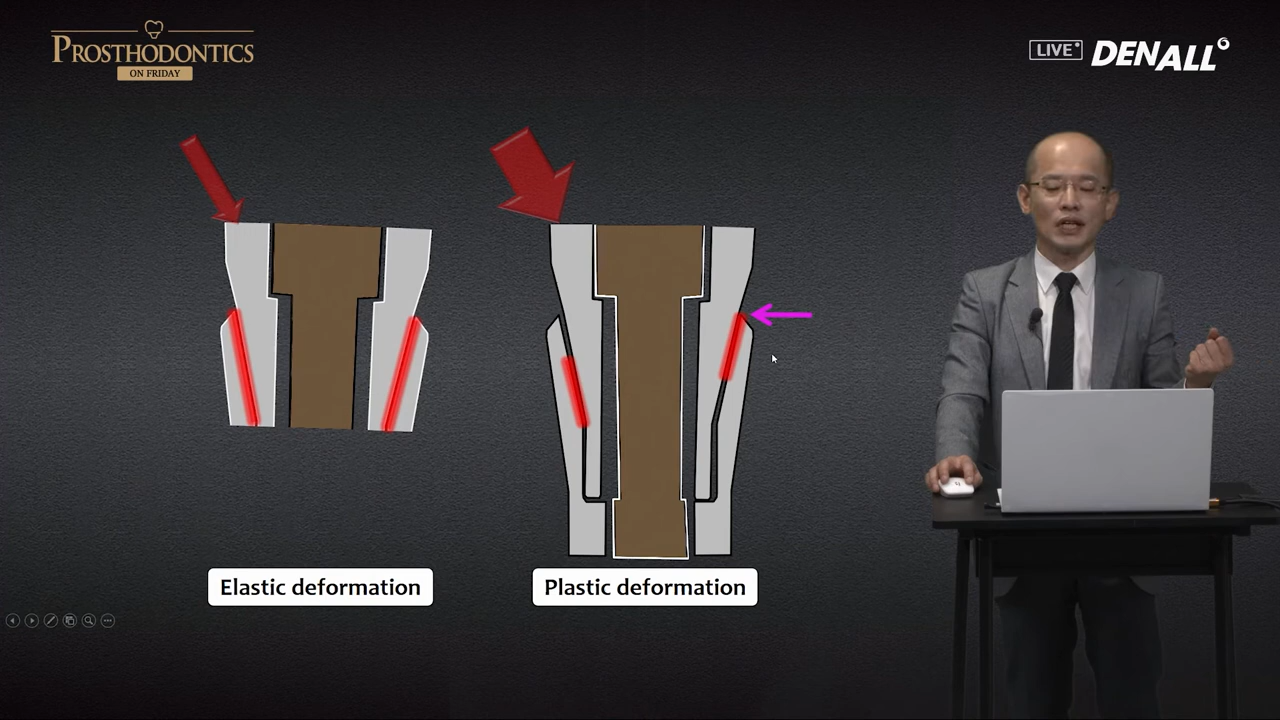 PROSTHODONTICS
ON FRIDAY
LIVE
DENALL
Elastic deformation
Plastic deformation